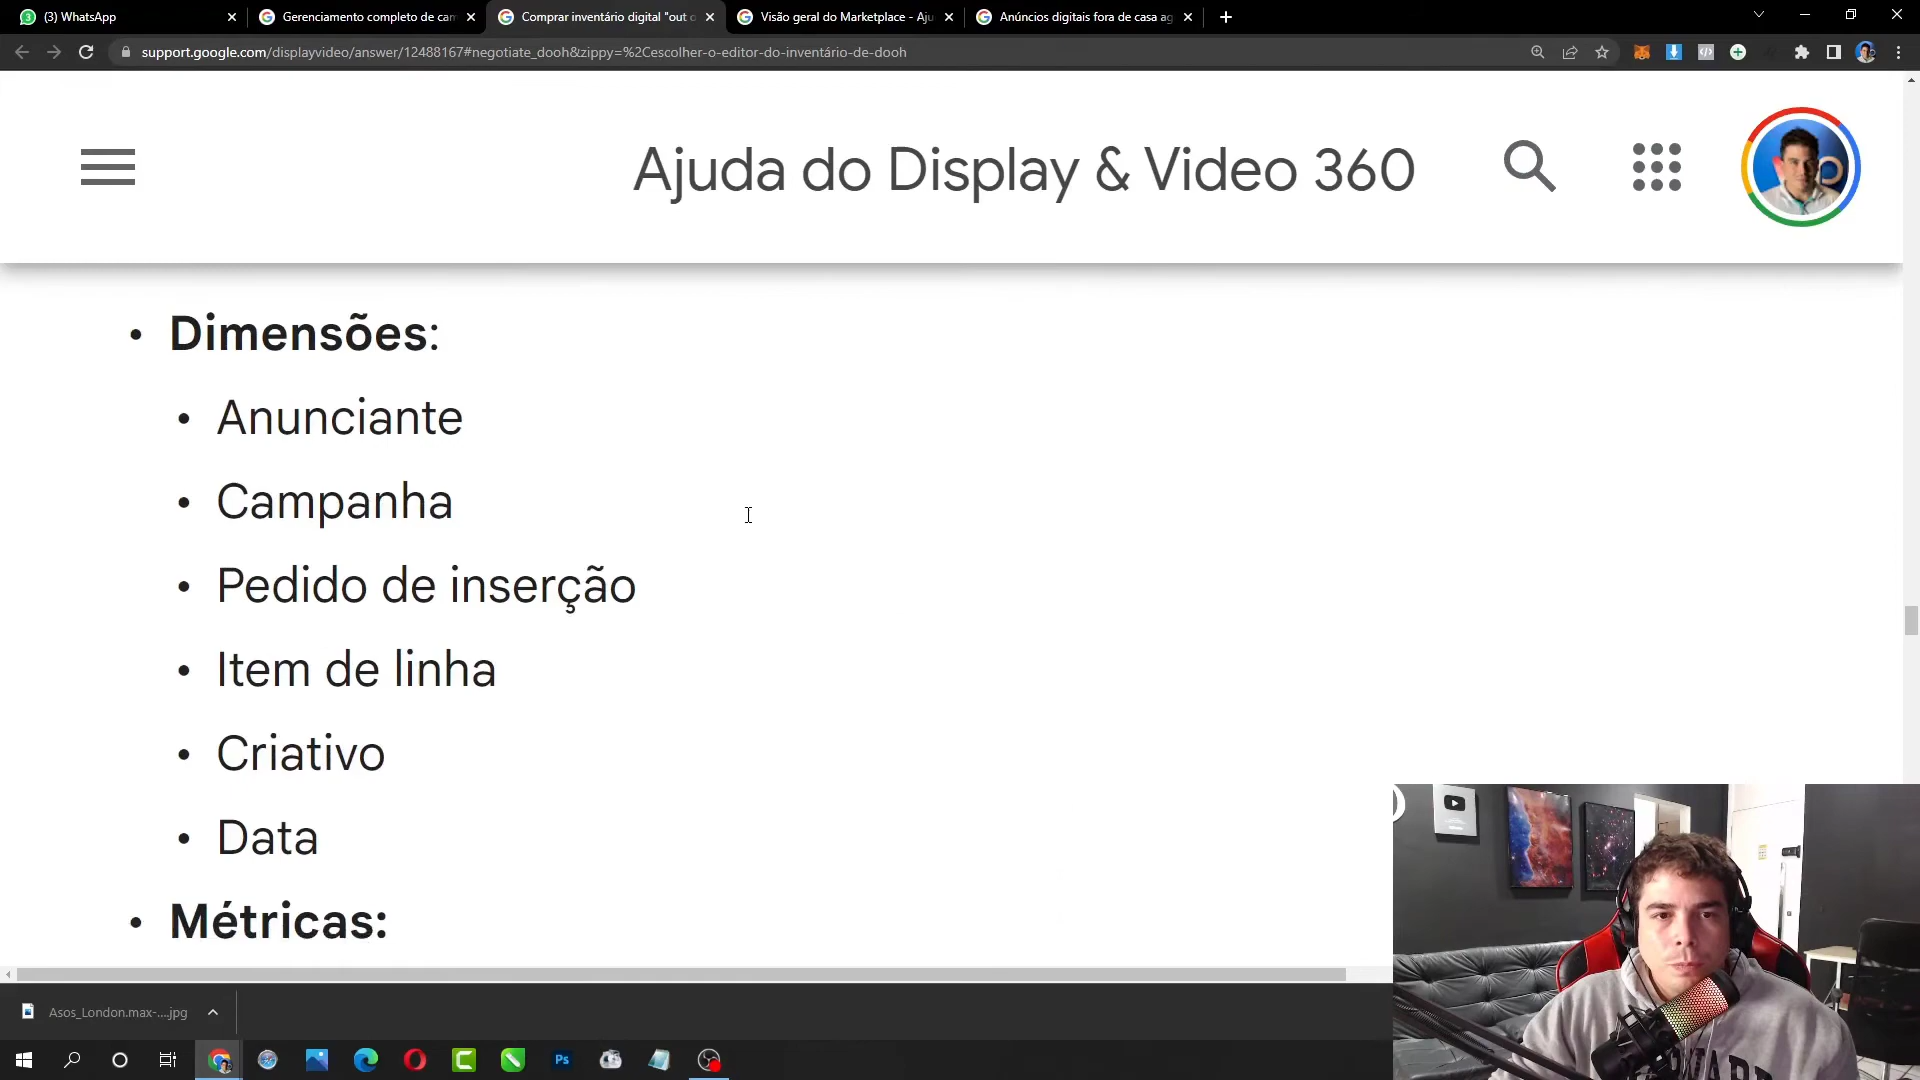 (3) WhatsApp
Gerenciamento completo de cam
Comprar inventário digital "out o
Visão geral do Marketplace - Aju
Anúncios digitais fora de casa ag
support.google.com/displayvideo/answer/12488167#negotiate_dooh&zippy=%2Cescolher-o-editor-do-inventário-de-dooh
Ajuda do Display & Video 360
• Dimensões:
• Anunciante
• Campanha
• Pedido de inserção
• Item de linha
• Criativo
• Data
• Métricas:
Asos_London.max-....jpg
Ps